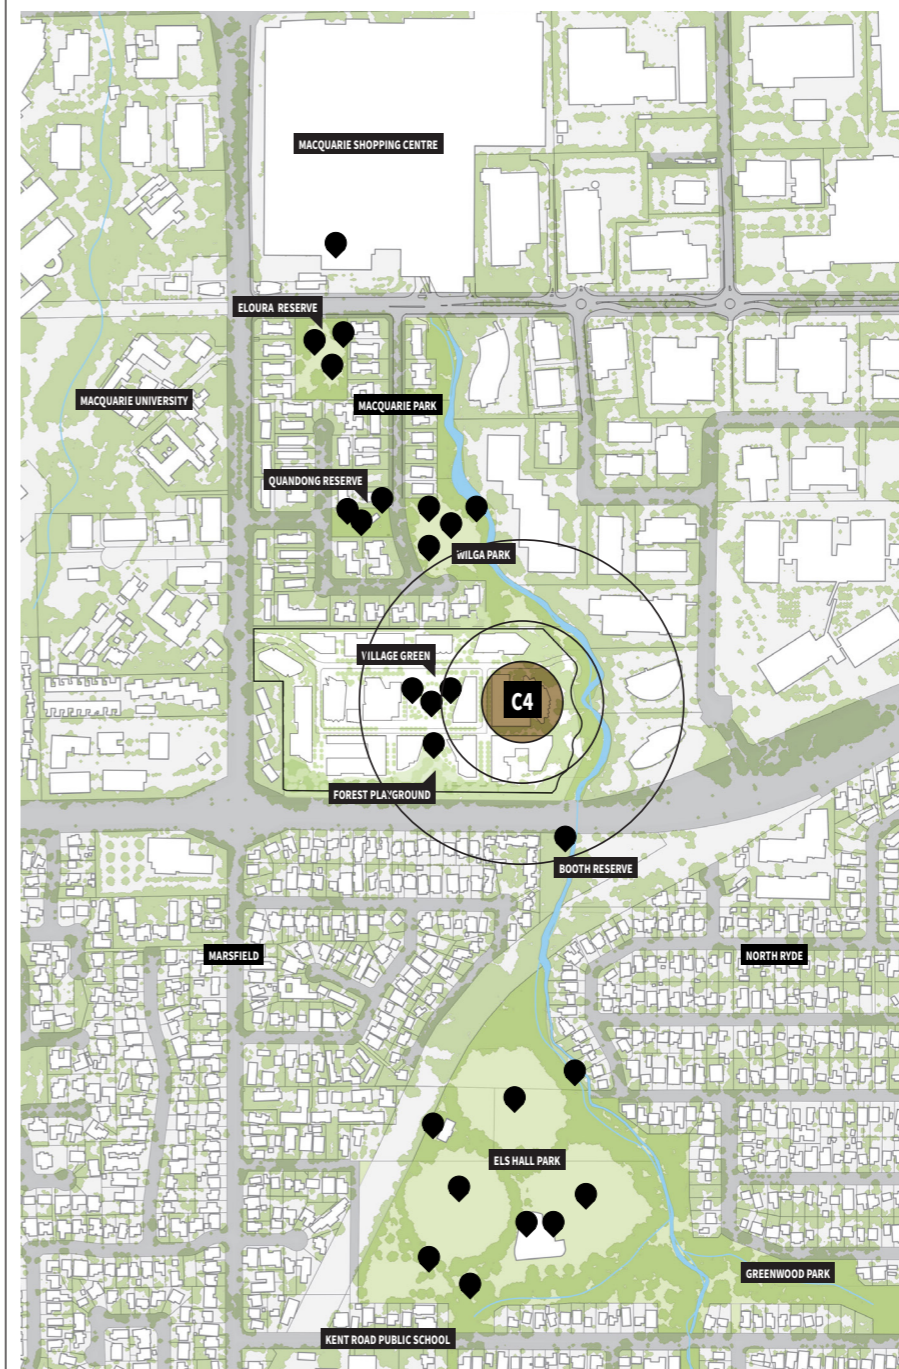 MACQUARIE SHOPPING CENTRE
ELOURA RESERVE
MACQUARIE UNIVERSITY
MACQUARIE PARK
QUANDONG RESERVE
WILGA PARK
VILLAGE GREEN
C4
FOREST PLAYGROUND
BOOTH RESERVE
MARSFIELD
NORTH RYDE
ELS HALL PARK
GREENWOOD PARK
KENT ROAD PUBLIC SCHOOL